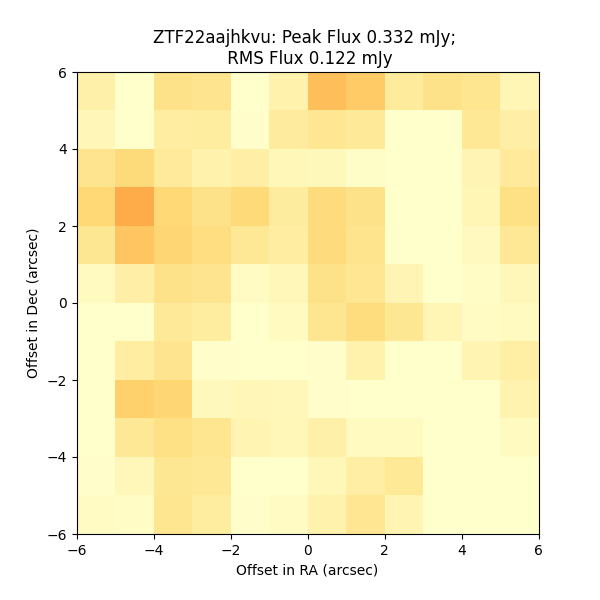 ZTF22aajhkvu: Peak Flux 0.332 mJy;
RMS Flux 0.122 mJy
6
4
2
0
−2
−4
−6
Offset in Dec (arcsec)
−6 −4 −2 0 2 4 6
Offset in RA (arcsec)